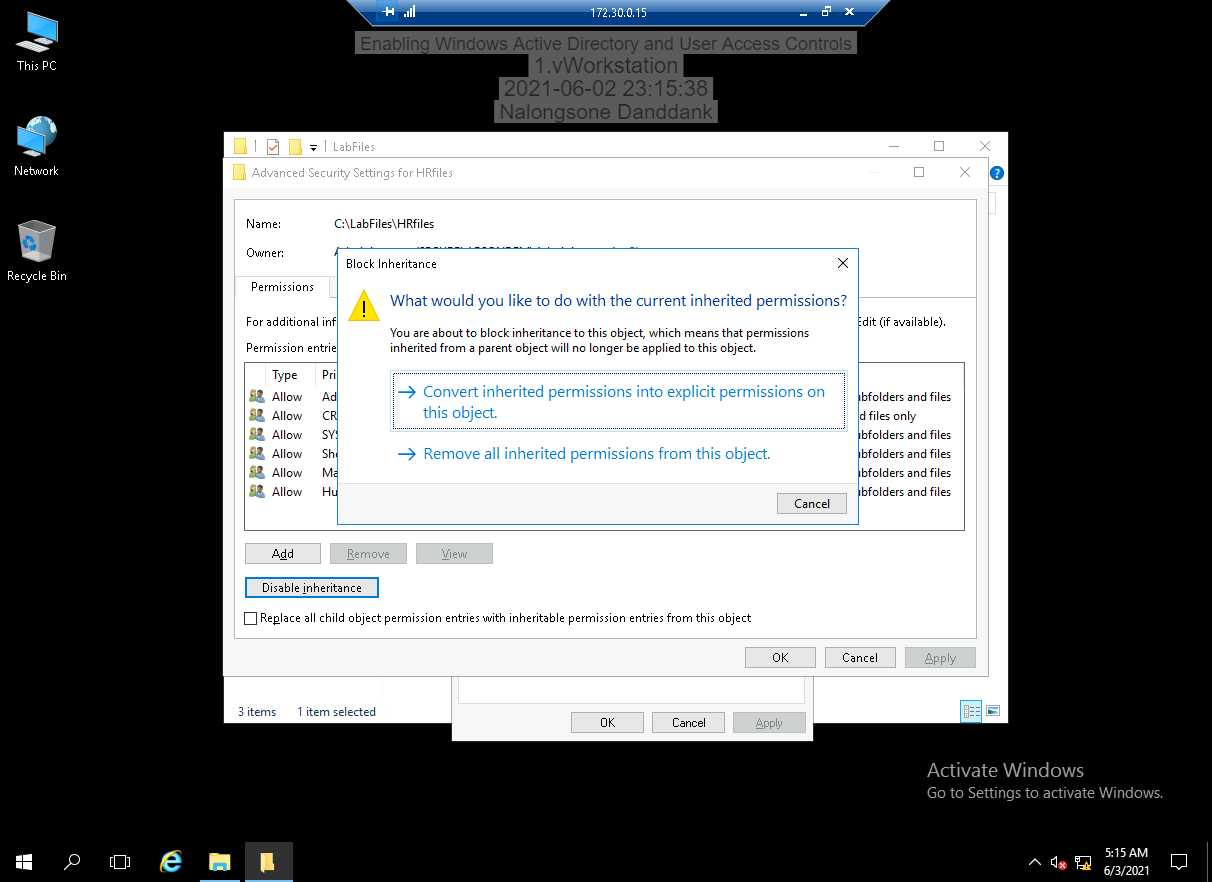 172.30.0.15
Enabling Windows Active Directory and User Access Controls
1.vWorkstation
2021-06-02 23:15:38
Nalongsone Danddank
This PC
Network
Recycle Bin
LabFiles
Advanced Security Settings for HRfiles
Name: C:\LabFiles\HRfiles
Owner:
Block Inheritance
What would you like to do with the current inherited permissions?
You are about to block inheritance to this object, which means that permissions
inherited from a parent object will no longer be applied to this object.
Convert inherited permissions into explicit permissions on
this object.
Remove all inherited permissions from this object.
Cancel
Permissions
For additional inf Edit (if available).
Permission entrie
Type Pri
Allow Ad ubfolders and files
Allow CR d files only
Allow SYS ubfolders and files
Allow She ubfolders and files
Allow Ma ubfolders and files
Allow Hu ubfolders and files
Add Remove View
Disable inheritance
Replace all child object permission entries with inheritable permission entries from this object
OK Cancel Apply
3 items 1 item selected
OK Cancel Apply
Activate Windows
Go to Settings to activate Windows.
5:15 AM
6/3/2021